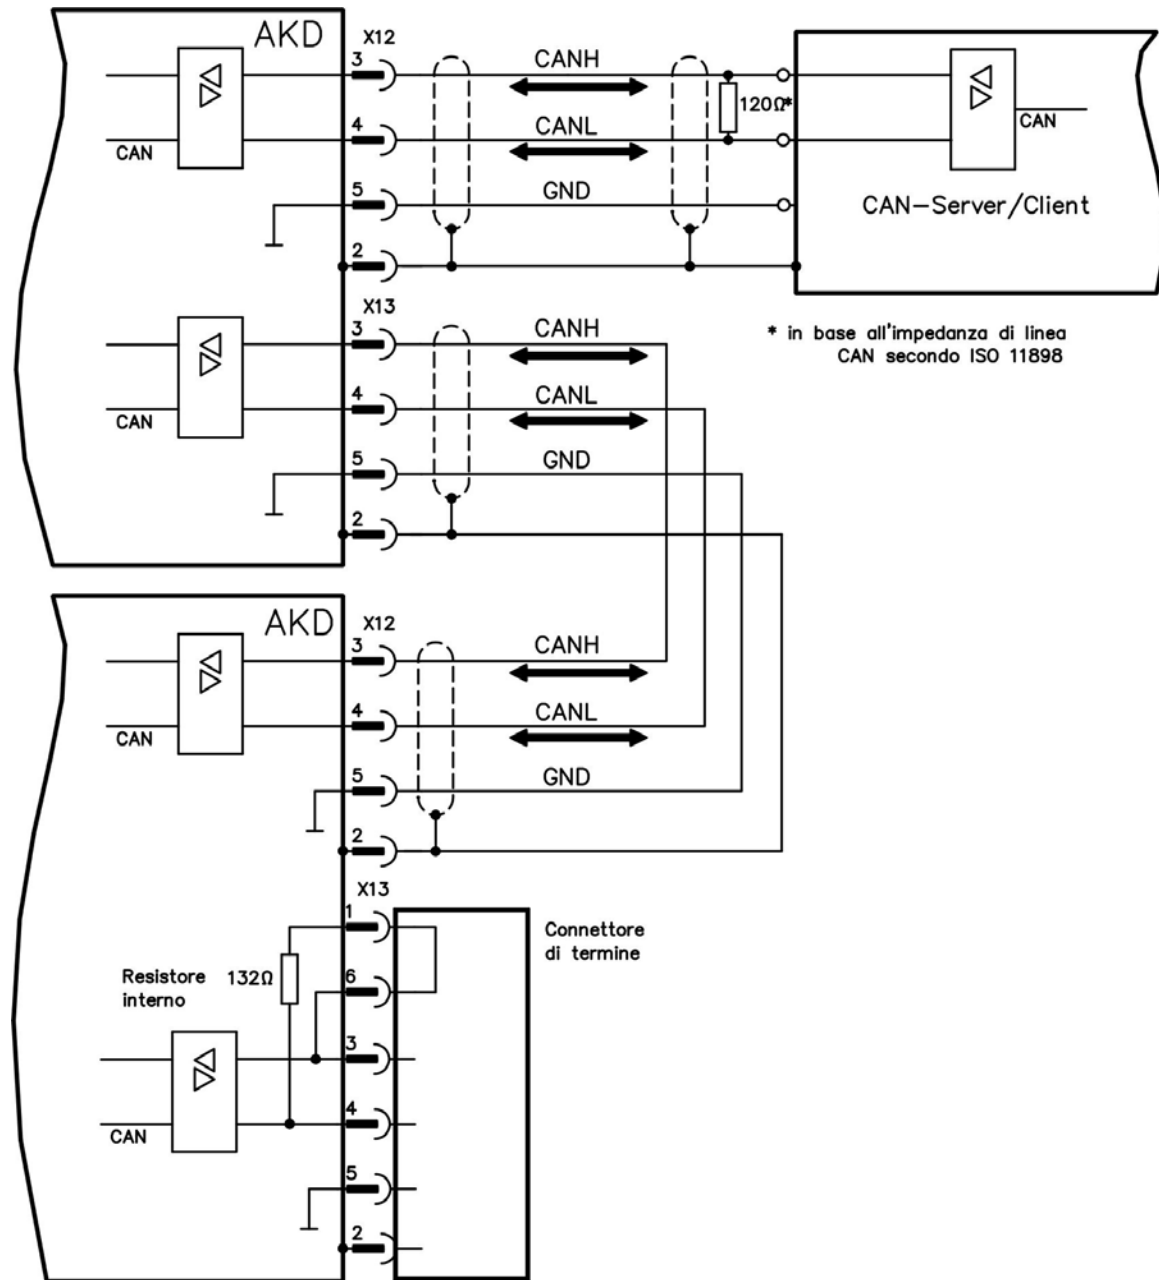 AKD
X12
3
CANH
120Ω*
CAN
4
CANL
CAN
5
GND
CAN-Server/Client
2
X13
3
CANH
* in base all'impedanza di linea
CAN secondo ISO 11898
4
CANL
CAN
5
GND
2
AKD
X12
3
CANH
4
CANL
CAN
5
GND
2
X13
1
Connettore
di termine
Resistore
interno
132Ω
6
3
4
CAN
5
2